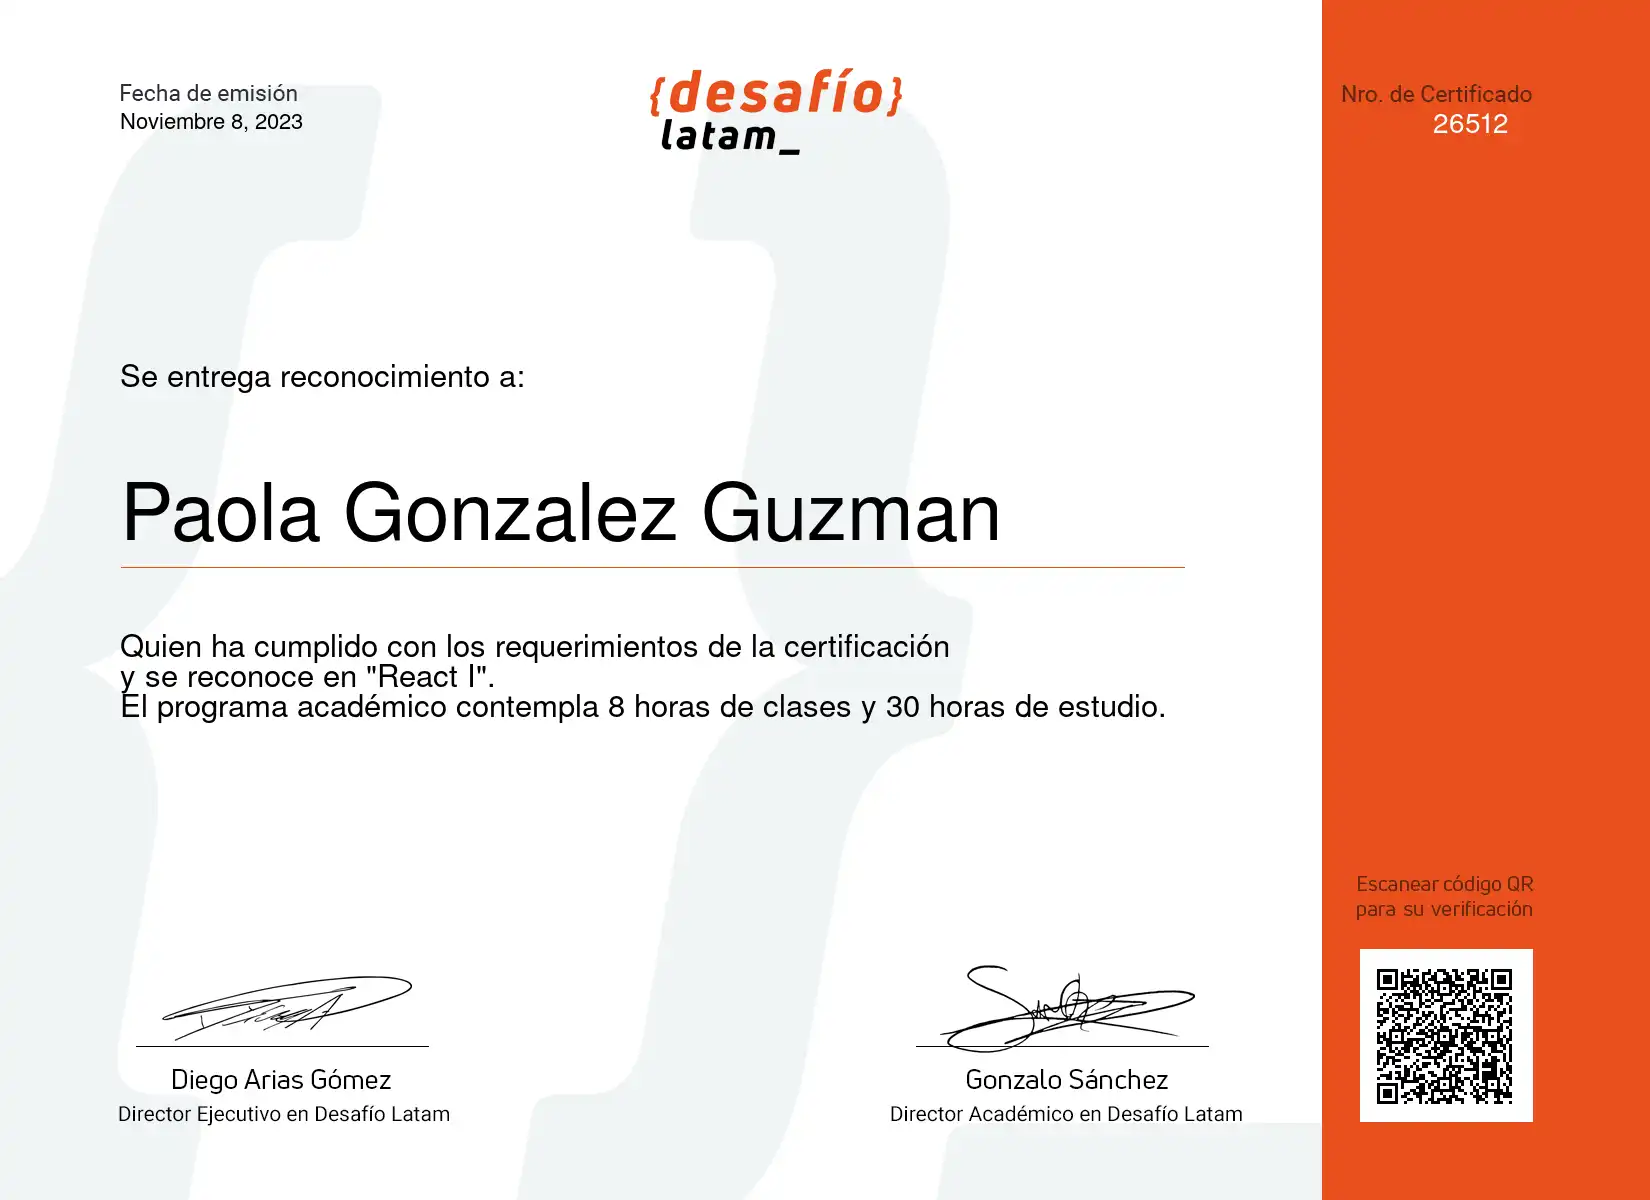 Fecha de emisión
Noviembre 8, 2023
{desafío}
latam_
Nro. de Certificado
26512
Se entrega reconocimiento a:
Paola Gonzalez Guzman
Quien ha cumplido con los requerimientos de la certificación
y se reconoce en "React I".
El programa académico contempla 8 horas de clases y 30 horas de estudio.
Escanear código QR
para su verificación
Diego Arias Gómez
Director Ejecutivo en Desafío Latam
Gonzalo Sánchez
Director Académico en Desafío Latam